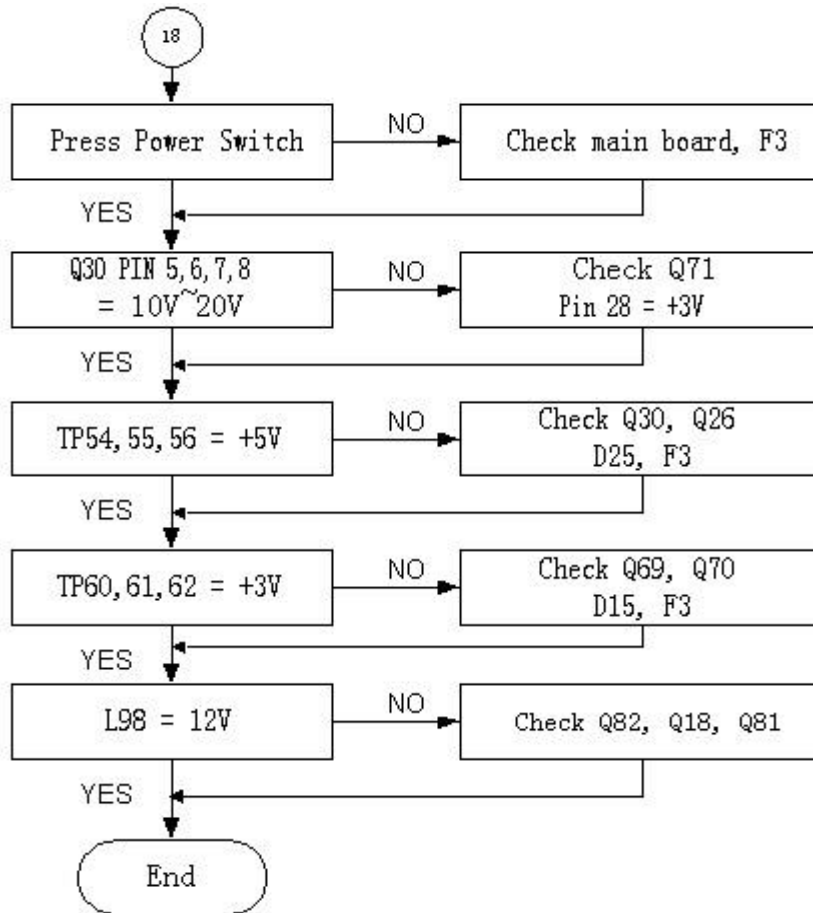 18
Press Power Switch
NO
Check main board, F3
YES
Q30 PIN 5,6,7,8
= 10V~20V
NO
Check Q71
Pin 28 = +3V
YES
TP54,55,56 = +5V
NO
Check Q30, Q26
D25, F3
YES
TP60,61,62 = +3V
NO
Check Q69, Q70
D15, F3
YES
L98 = 12V
NO
Check Q82, Q18, Q81
YES
End